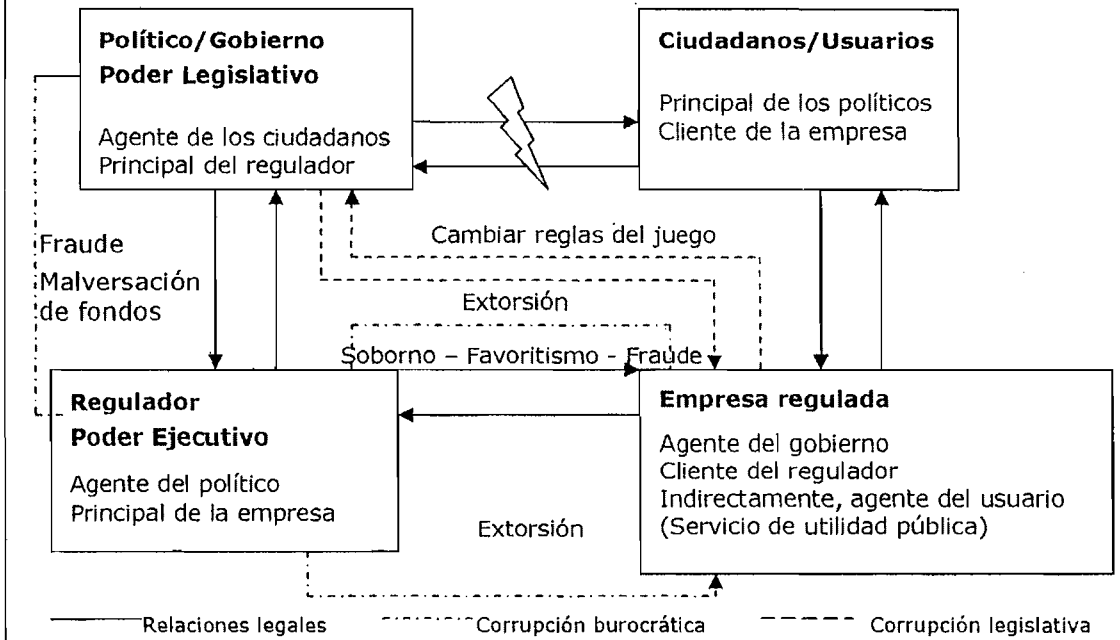 Político/Gobierno
Poder Legislativo
Agente de los ciudadanos
Principal del regulador
Ciudadanos/Usuarios
Principal de los políticos
Cliente de la empresa
Fraude
Malversación
de fondos
Cambiar reglas del juego
Extorsión
Soborno – Favoritismo - Fraude
Regulador
Poder Ejecutivo
Agente del político
Principal de la empresa
Extorsión
Empresa regulada
Agente del gobierno
Cliente del regulador
Indirectamente, agente del usuario
(Servicio de utilidad pública)
Relaciones legales
Corrupción burocrática
Corrupción legislativa